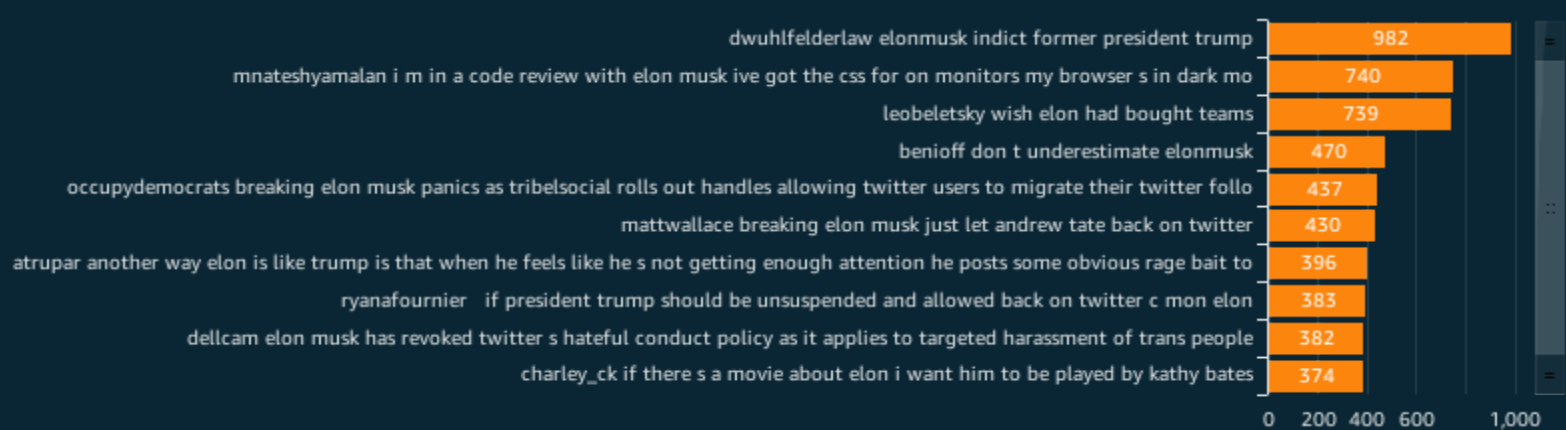 dwuhlfelderlaw elonmusk indict former president trump 982
mnateshyamalan i m in a code review with elon musk ive got the css for on monitors my browser s in dark mo 740
leobeletsky wish elon had bought teams 739
benioff don t underestimate elonmusk 470
occupydemocrats breaking elon musk panics as tribelsocial rolls out handles allowing twitter users to migrate their twitter follo 437
mattwallace breaking elon musk just let andrew tate back on twitter 430
atrupar another way elon is like trump is that when he feels like he s not getting enough attention he posts some obvious rage bait to 396
ryanafournier if president trump should be unsuspended and allowed back on twitter c mon elon 383
dellcam elon musk has revoked twitter s hateful conduct policy as it applies to targeted harassment of trans people 382
charley_ck if there s a movie about elon i want him to be played by kathy bates 374
0 200 400 600 1,000